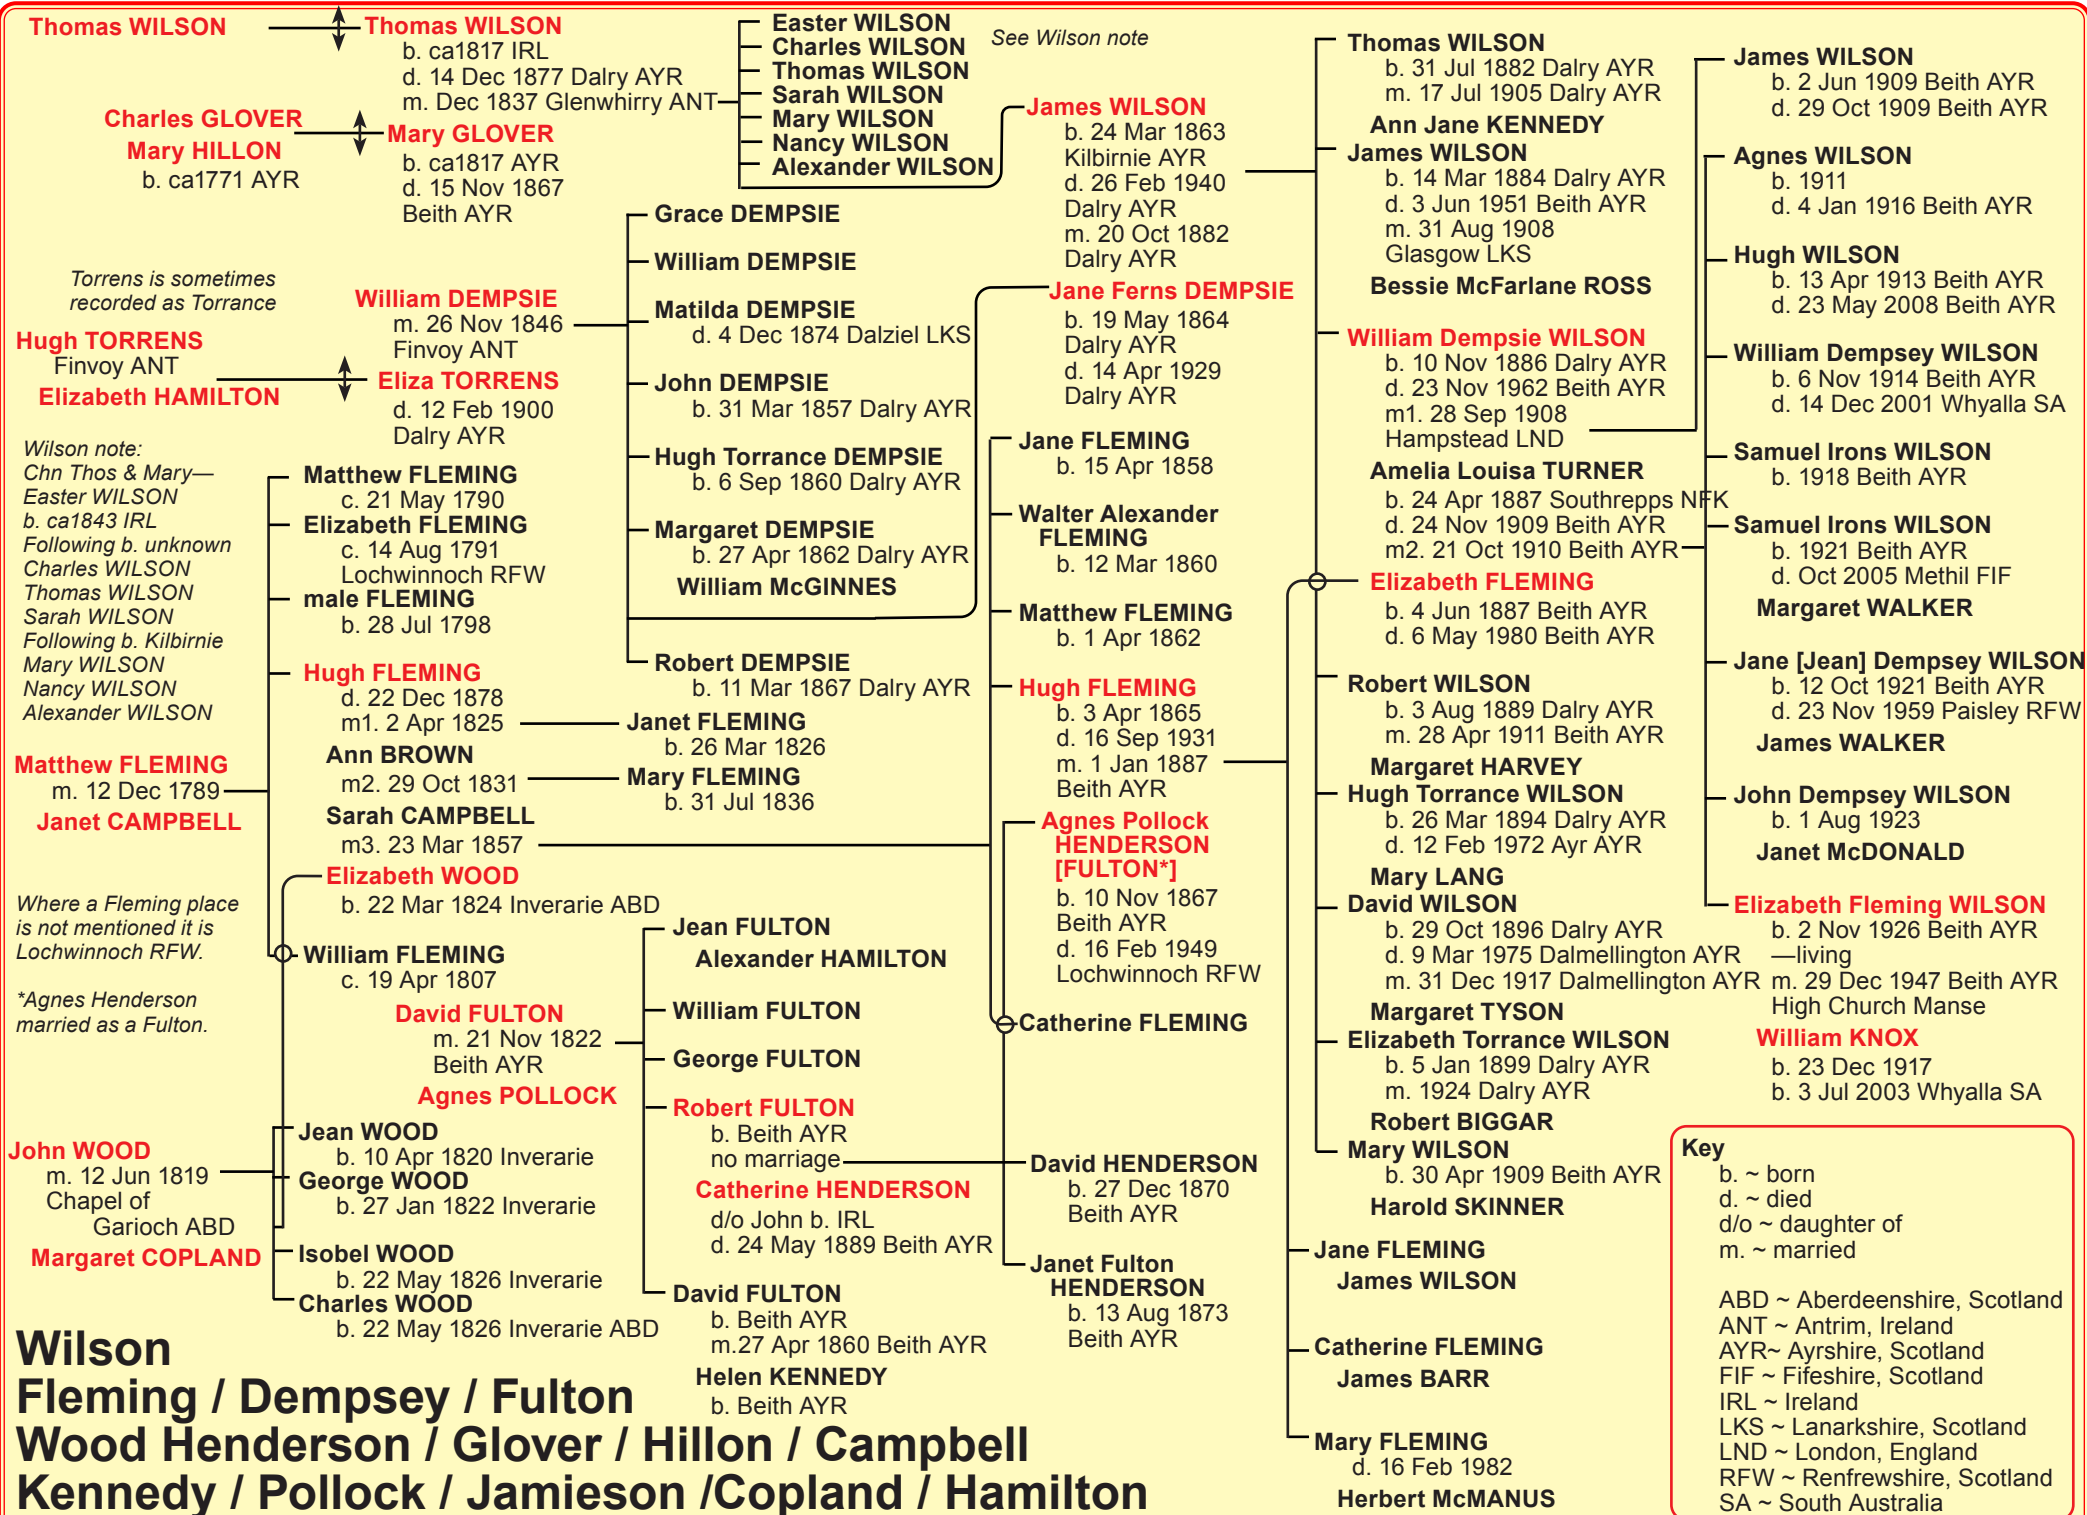 Thomas WILSON
Thomas WILSON
b. ca1817 IRL
d. 14 Dec 1877 Dalry AYR
m. Dec 1837 Glenwhirry ANT
Charles GLOVER
Mary HILLON
b. ca1771 AYR
Mary GLOVER
b. ca1817 AYR
d. 15 Nov 1867
Beith AYR
Torrens is sometimes
recorded as Torrance
Hugh TORRENS
Finvoy ANT
Elizabeth HAMILTON
William DEMPSIE
m. 26 Nov 1846
Finvoy ANT
Eliza TORRENS
d. 12 Feb 1900
Dalry AYR
Wilson note:
Chn Thos & Mary—
Easter WILSON
b. ca1843 IRL
Following b. unknown
Charles WILSON
Thomas WILSON
Sarah WILSON
Following b. Kilbirnie
Mary WILSON
Nancy WILSON
Alexander WILSON
Matthew FLEMING
m. 12 Dec 1789
Janet CAMPBELL
Where a Fleming place
is not mentioned it is
Lochwinnoch RFW.
*Agnes Henderson
married as a Fulton.
John WOOD
m. 12 Jun 1819
Chapel of
Garioch ABD
Margaret COPLAND
Matthew FLEMING
c. 21 May 1790
Elizabeth FLEMING
c. 14 Aug 1791
Lochwinnoch RFW
male FLEMING
b. 28 Jul 1798
Hugh FLEMING
d. 22 Dec 1878
m1. 2 Apr 1825
Ann BROWN
m2. 29 Oct 1831
Sarah CAMPBELL
m3. 23 Mar 1857
Elizabeth WOOD
b. 22 Mar 1824 Inverarie ABD
William FLEMING
c. 19 Apr 1807
David FULTON
m. 21 Nov 1822
Beith AYR
Agnes POLLOCK
Jean WOOD
b. 10 Apr 1820 Inverarie
George WOOD
b. 27 Jan 1822 Inverarie
Isobel WOOD
b. 22 May 1826 Inverarie
Charles WOOD
b. 22 May 1826 Inverarie ABD
Easter WILSON
Charles WILSON
Thomas WILSON
Sarah WILSON
Mary WILSON
Nancy WILSON
Alexander WILSON
See Wilson note
Grace DEMPSIE
William DEMPSIE
Matilda DEMPSIE
d. 4 Dec 1874 Dalziel LKS
John DEMPSIE
b. 31 Mar 1857 Dalry AYR
Hugh Torrance DEMPSIE
b. 6 Sep 1860 Dalry AYR
Margaret DEMPSIE
b. 27 Apr 1862 Dalry AYR
William McGINNES
Robert DEMPSIE
b. 11 Mar 1867 Dalry AYR
Janet FLEMING
b. 26 Mar 1826
Mary FLEMING
b. 31 Jul 1836
Jean FULTON
Alexander HAMILTON
William FULTON
George FULTON
Robert FULTON
b. Beith AYR
no marriage
Catherine HENDERSON
d/o John b. IRL
d. 24 May 1889 Beith AYR
David FULTON
b. Beith AYR
m.27 Apr 1860 Beith AYR
Helen KENNEDY
b. Beith AYR
James WILSON
b. 24 Mar 1863
Kilbirnie AYR
d. 26 Feb 1940
Dalry AYR
m. 20 Oct 1882
Dalry AYR
Jane Ferns DEMPSIE
b. 19 May 1864
Dalry AYR
d. 14 Apr 1929
Dalry AYR
Jane FLEMING
b. 15 Apr 1858
Walter Alexander
FLEMING
b. 12 Mar 1860
Matthew FLEMING
b. 1 Apr 1862
Hugh FLEMING
b. 3 Apr 1865
d. 16 Sep 1931
m. 1 Jan 1887
Beith AYR
Agnes Pollock
HENDERSON
[FULTON*]
b. 10 Nov 1867
Beith AYR
d. 16 Feb 1949
Lochwinnoch RFW
Catherine FLEMING
David HENDERSON
b. 27 Dec 1870
Beith AYR
Janet Fulton
HENDERSON
b. 13 Aug 1873
Beith AYR
Thomas WILSON
b. 31 Jul 1882 Dalry AYR
m. 17 Jul 1905 Dalry AYR
Ann Jane KENNEDY
James WILSON
b. 14 Mar 1884 Dalry AYR
d. 3 Jun 1951 Beith AYR
m. 31 Aug 1908
Glasgow LKS
Bessie McFarlane ROSS
William Dempsie WILSON
b. 10 Nov 1886 Dalry AYR
d. 23 Nov 1962 Beith AYR
m1. 28 Sep 1908
Hampstead LND
Amelia Louisa TURNER
b. 24 Apr 1887 Southrepps NFK
d. 24 Nov 1909 Beith AYR
m2. 21 Oct 1910 Beith AYR
Elizabeth FLEMING
b. 4 Jun 1887 Beith AYR
d. 6 May 1980 Beith AYR
Robert WILSON
b. 3 Aug 1889 Dalry AYR
m. 28 Apr 1911 Beith AYR
Margaret HARVEY
Hugh Torrance WILSON
b. 26 Mar 1894 Dalry AYR
d. 12 Feb 1972 Ayr AYR
Mary LANG
David WILSON
b. 29 Oct 1896 Dalry AYR
d. 9 Mar 1975 Dalmellington AYR
m. 31 Dec 1917 Dalmellington AYR
Margaret TYSON
Elizabeth Torrance WILSON
b. 5 Jan 1899 Dalry AYR
m. 1924 Dalry AYR
Robert BIGGAR
Mary WILSON
b. 30 Apr 1909 Beith AYR
Harold SKINNER
Jane FLEMING
James WILSON
Catherine FLEMING
James BARR
Mary FLEMING
d. 16 Feb 1982
Herbert McMANUS
James WILSON
b. 2 Jun 1909 Beith AYR
d. 29 Oct 1909 Beith AYR
Agnes WILSON
b. 1911
d. 4 Jan 1916 Beith AYR
Hugh WILSON
b. 13 Apr 1913 Beith AYR
d. 23 May 2008 Beith AYR
William Dempsey WILSON
b. 6 Nov 1914 Beith AYR
d. 14 Dec 2001 Whyalla SA
Samuel Irons WILSON
b. 1918 Beith AYR
Samuel Irons WILSON
b. 1921 Beith AYR
d. Oct 2005 Methil FIF
Margaret WALKER
Jane [Jean] Dempsey WILSON
b. 12 Oct 1921 Beith AYR
d. 23 Nov 1959 Paisley RFW
James WALKER
John Dempsey WILSON
b. 1 Aug 1923
Janet McDONALD
Elizabeth Fleming WILSON
b. 2 Nov 1926 Beith AYR
—living
m. 29 Dec 1947 Beith AYR
High Church Manse
William KNOX
b. 23 Dec 1917
b. 3 Jul 2003 Whyalla SA
Key
b. ~ born
d. ~ died
d/o ~ daughter of
m. ~ married
ABD ~ Aberdeenshire, Scotland
ANT ~ Antrim, Ireland
AYR~ Ayrshire, Scotland
FIF ~ Fifeshire, Scotland
IRL ~ Ireland
LKS ~ Lanarkshire, Scotland
LND ~ London, England
RFW ~ Renfrewshire, Scotland
SA ~ South Australia
Wilson
Fleming / Dempsey / Fulton
Wood Henderson / Glover / Hillon / Campbell
Kennedy / Pollock / Jamieson /Copland / Hamilton